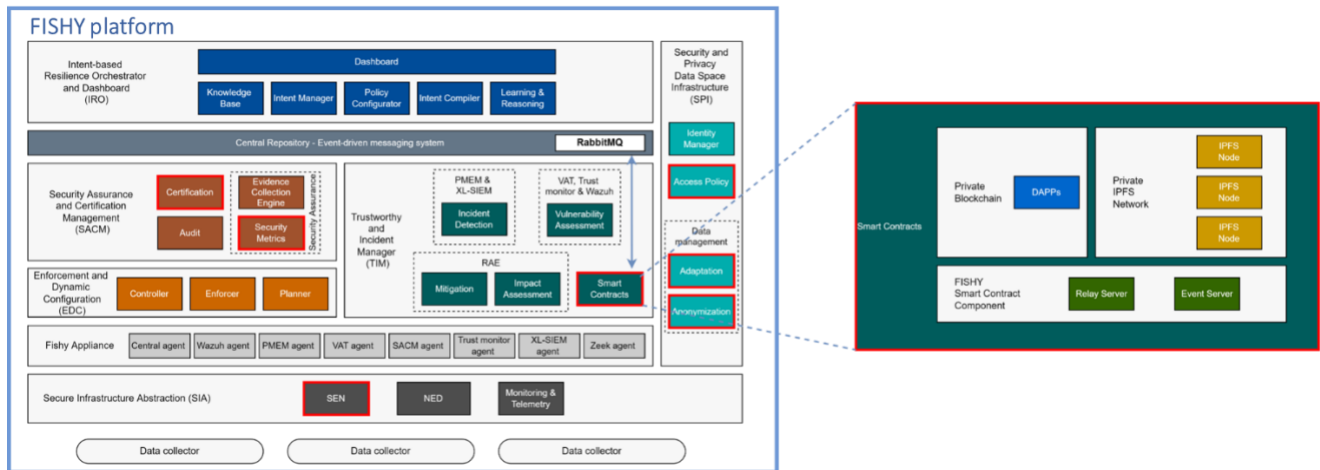 FISHY platform
Intent-based
Resilience Orchestrator
and Dashboard
(IRO)
Dashboard
Knowledge
Base
Intent Manager
Policy
Configurator
Intent Compiler
Learning &
Reasoning
Security and
Privacy
Data Space
Infrastructure
(SPI)
Identity
Manager
Access Policy
Data
management
Adaptation
Anonymization
Central Repository - Event-driven messaging system
RabbitMQ
Security Assurance
and Certification
Management
(SACM)
Certification
Audit
Evidence
Collection
Engine
Security
Metrics
Security Assurance
Trustworthy
and
Incident
Manager
(TIM)
PMEM &
XL-SIEM
Incident
Detection
VAT, Trust
monitor & Wazuh
Vulnerability
Assessment
RAE
Mitigation
Impact
Assessment
Smart
Contracts
Enforcement and
Dynamic
Configuration
(EDC)
Controller
Enforcer
Planner
Fishy Appliance
Central agent
Wazuh agent
PMEM agent
VAT agent
SACM agent
Trust monitor
agent
XL-SIEM
agent
Zeek agent
Secure Infrastructure Abstraction (SIA)
SEN
NED
Monitoring &
Telemetry
Data collector
Data collector
Data collector
Smart Contracts
Private
Blockchain
DAPPs
Private
IPFS
Network
IPFS
Node
IPFS
Node
IPFS
Node
FISHY
Smart Contract
Component
Relay Server
Event Server